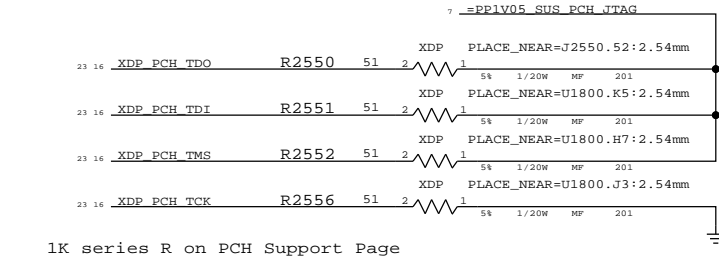 7 =PP1V05_SUS_PCH_JTAG
XDP PLACE_NEAR=J2550.52:2.54mm
23 16 XDP_PCH_TDO R2550 51 2 1
5% 1/20W MF 201
XDP PLACE_NEAR=U1800.K5:2.54mm
23 16 XDP_PCH_TDI R2551 51 2 1
5% 1/20W MF 201
XDP PLACE_NEAR=U1800.H7:2.54mm
23 16 XDP_PCH_TMS R2552 51 2 1
5% 1/20W MF 201
XDP PLACE_NEAR=U1800.J3:2.54mm
23 16 XDP_PCH_TCK R2556 51 2 1
5% 1/20W MF 201
1K series R on PCH Support Page